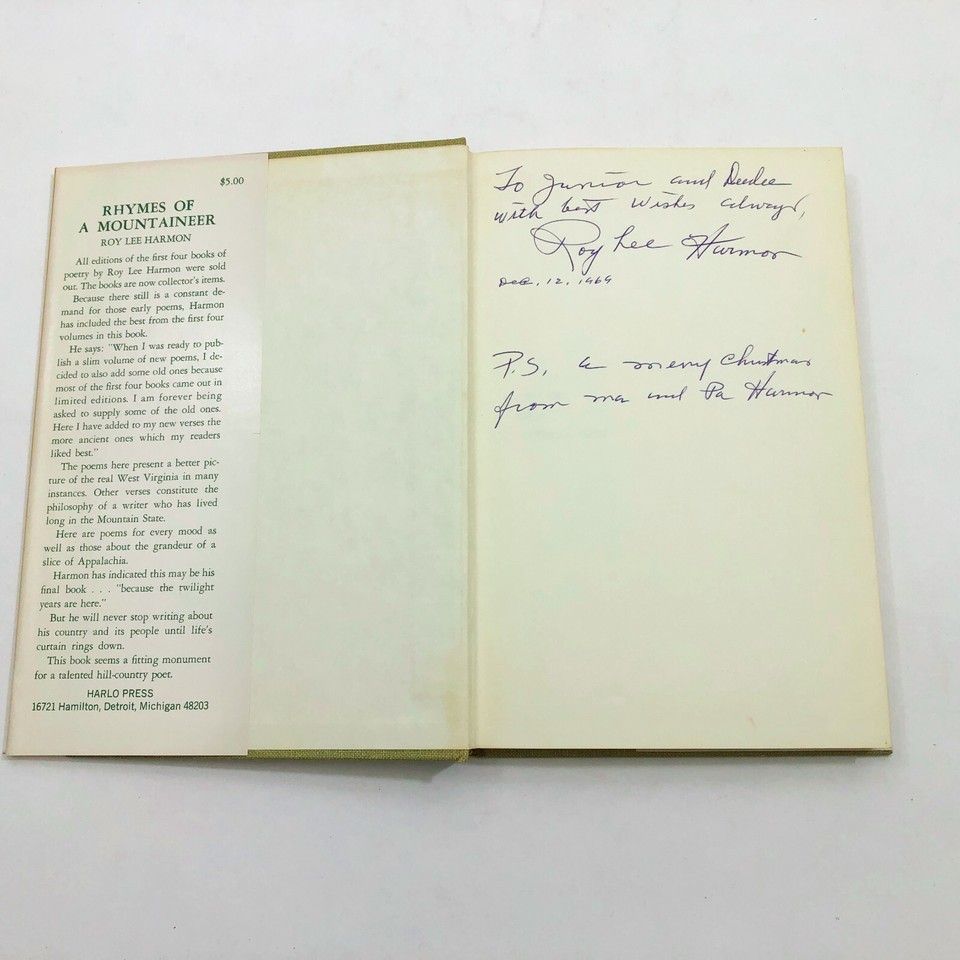 $5.00
RHYMES OF
A MOUNTAINEER
ROY LEE HARMON
All editions of the first four books of
poetry by Roy Lee Harmon were sold
out. The books are now collector's items.
Because there still is a constant de-
mand for those early poems, Harmon
has included the best from the first four
volumes in this book.
He says: "When I was ready to pub-
lish a slim volume of new poems, I de-
cided to also add some old ones because
most of the first four books came out in
limited editions. I am forever being
asked to supply some of the old ones.
Here I have added to my new verses the
more ancient ones which my readers
liked best."
The poems here present a better pic-
ture of the real West Virginia in many
instances. Other verses constitute the
philosophy of a writer who has lived
long in the Mountain State.
Here are poems for every mood as
well as those about the grandeur of a
slice of Appalachia.
Harmon has indicated this may be his
final book . . . "because the twilight
years are here."
But he will never stop writing about
his country and its people until life's
curtain rings down.
This book seems a fitting monument
for a talented hill-country poet.
HARLO PRESS
16721 Hamilton, Detroit, Michigan 48203
To Junior and Deedee
with best wishes always,
Roy Lee Harmon
Dec. 12, 1969
P.S. a merry Christmas
from ma and Pa Harmon